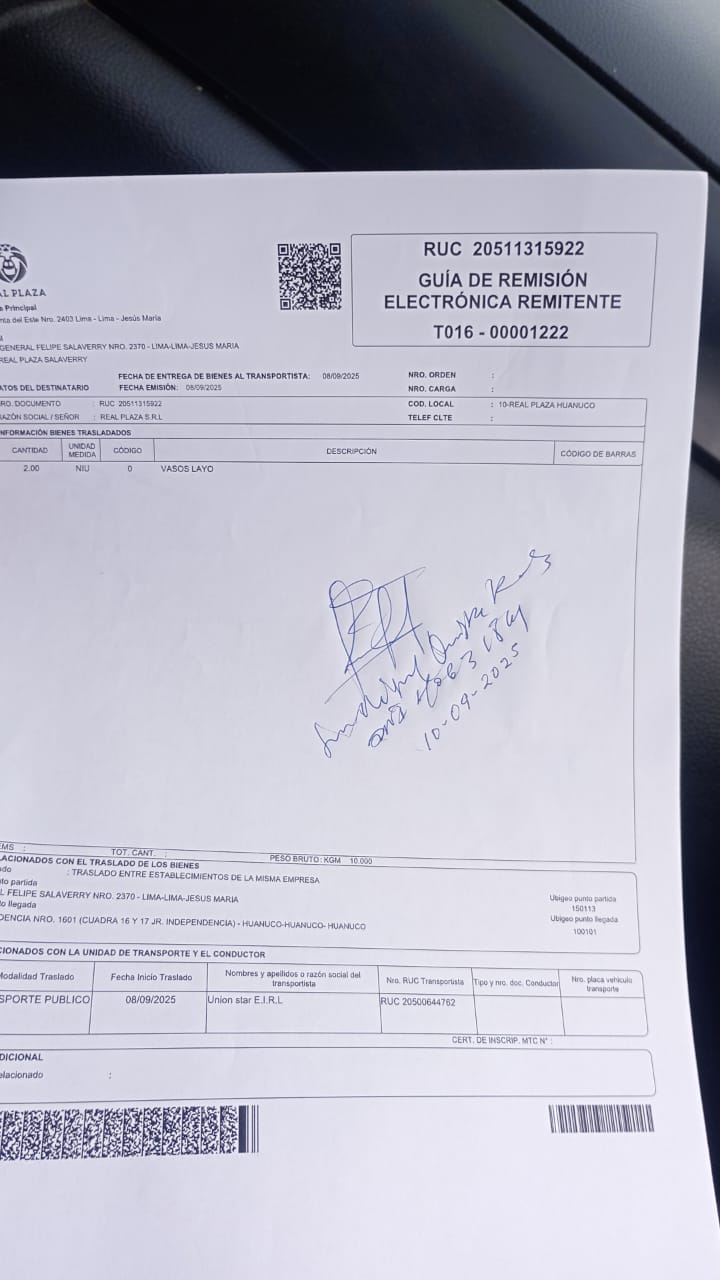 RUC 20511315922
GUÍA DE REMISIÓN
ELECTRÓNICA REMITENTE
T016 - 00001222
AL PLAZA
Principal
nta del Este Nro. 2403 Lima - Lima - Jesús María
GENERAL FELIPE SALAVERRY NRO. 2370 - LIMA-LIMA-JESUS MARIA
REAL PLAZA SALAVERRY
FECHA DE ENTREGA DE BIENES AL TRANSPORTISTA: 08/09/2025
NRO. ORDEN :
ATOS DEL DESTINATARIO FECHA EMISIÓN: 08/09/2025
NRO. CARGA :
RO. DOCUMENTO : RUC 20511315922
COD. LOCAL : 10-REAL PLAZA HUANUCO
AZÓN SOCIAL / SEÑOR : REAL PLAZA S.R.L
TELEF CLTE :
NFORMACIÓN BIENES TRASLADADOS
CANTIDAD UNIDAD MEDIDA CÓDIGO DESCRIPCIÓN CÓDIGO DE BARRAS
2.00 NIU 0 VASOS LAYO
10-09-2025
EMS : TOT. CANT. : PESO BRUTO: KGM 10.000
LACIONADOS CON EL TRASLADO DE LOS BIENES
ado : TRASLADO ENTRE ESTABLECIMIENTOS DE LA MISMA EMPRESA
to partida
L FELIPE SALAVERRY NRO. 2370 - LIMA-LIMA-JESUS MARIA
Ubigeo punto partida
150113
o llegada
DENCIA NRO. 1601 (CUADRA 16 Y 17 JR. INDEPENDENCIA) - HUANUCO-HUANUCO- HUANUCO
Ubigeo punto llegada
100101
CIONADOS CON LA UNIDAD DE TRANSPORTE Y EL CONDUCTOR
Modalidad Traslado Fecha Inicio Traslado Nombres y apellidos o razón social del transportista Nro. RUC Transportista Tipo y nro. doc. Conductor Nro. placa vehículo transporte
SPORTE PUBLICO 08/09/2025 Union star E.I.R.L RUC 20500644762
CERT. DE INSCRIP. MTC N° :
DICIONAL
elacionado :